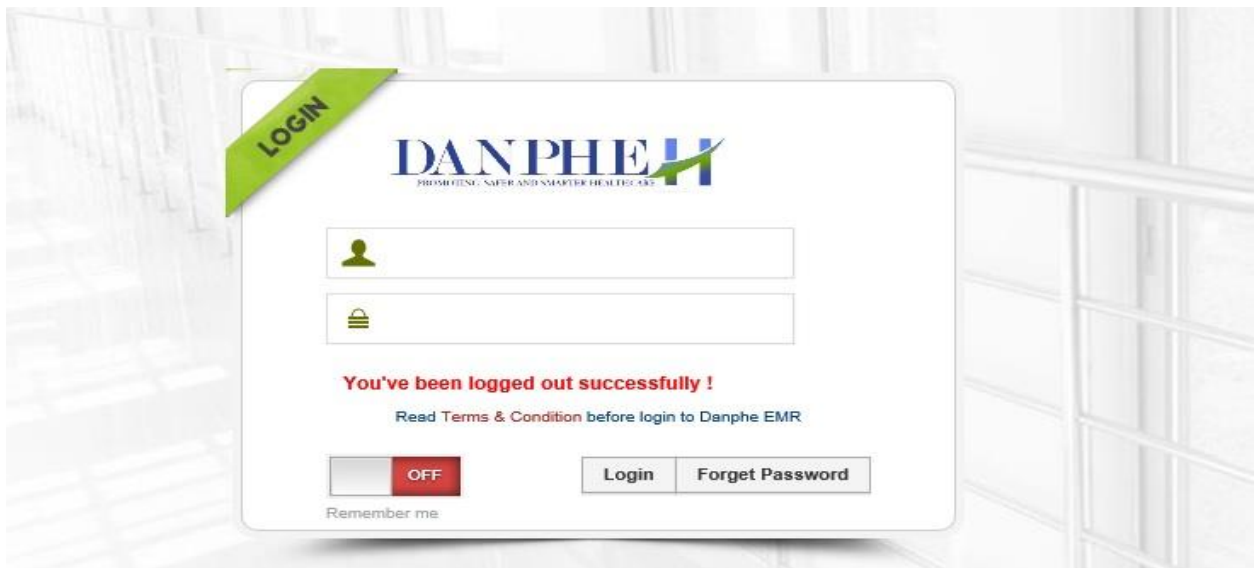 LOGIN
DANPHE H
PROMOTING SAFER AND SMARTER HEALTHCARE
You've been logged out successfully !
Read Terms & Condition before login to Danphe EMR
OFF
Login Forget Password
Remember me